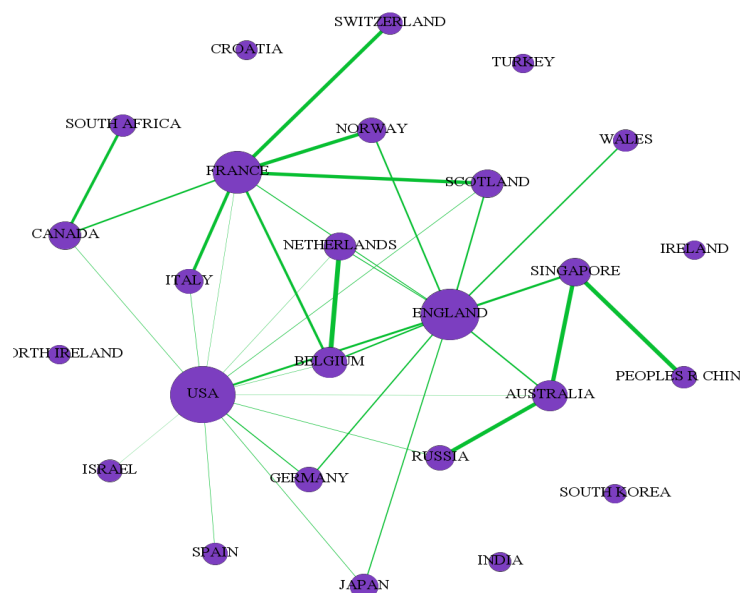 SWITZERLAND
CROATIA
TURKEY
SOUTH AFRICA
NORWAY
WALES
FRANCE
SCOTLAND
CANADA
NETHERLANDS
IRELAND
SINGAPORE
ITALY
ENGLAND
ORTH IRELAND
BELGIUM
PEOPLES R CHIN
USA
AUSTRALIA
RUSSIA
ISRAEL
GERMANY
SOUTH KOREA
SPAIN
INDIA
JAPAN